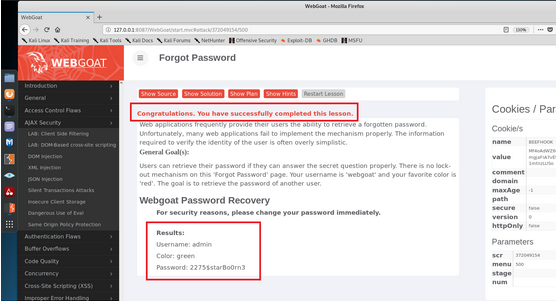 WebGoat - Mozilla Firefox
WebGoat
127.0.0.1:8087/WebGoat/start.mvc#attack/372049154/500
120%
Kali Linux Kali Training Kali Tools Kali Docs Kali Forums NetHunter Offensive Security Exploit-DB GHDB MSFU
WEBGOAT
Forgot Password
Introduction
General
Access Control Flaws
AJAX Security
LAB: Client Side Filtering
LAB: DOM-Based cross-site scripting
DOM Injection
XML Injection
JSON Injection
Silent Transactions Attacks
Insecure Client Storage
Dangerous Use of Eval
Same Origin Policy Protection
Authentication Flaws
Buffer Overflows
Code Quality
Concurrency
Cross-Site Scripting (XSS)
Improper Error Handling
Show Source Show Solution Show Plan Show Hints Restart Lesson
Congratulations. You have successfully completed this lesson.
Web applications frequently provide their users the ability to retrieve a forgotten password.
Unfortunately, many web applications fail to implement the mechanism properly. The information
required to verify the identity of the user is often overly simplistic.
General Goal(s):
Users can retrieve their password if they can answer the secret question properly. There is no lock-
out mechanism on this 'Forgot Password' page. Your username is 'webgoat' and your favorite color is
'red'. The goal is to retrieve the password of another user.
Webgoat Password Recovery
For security reasons, please change your password immediately.
Results:
Username: admin
Color: green
Password: 2275$starBo0rn3
Cookies / Par
Cookie/s
name BEEFHOOK
value
comment
domain
maxAge -1
path
secure false
version 0
httpOnly false
Parameters
scr 372049154
menu 500
stage
num